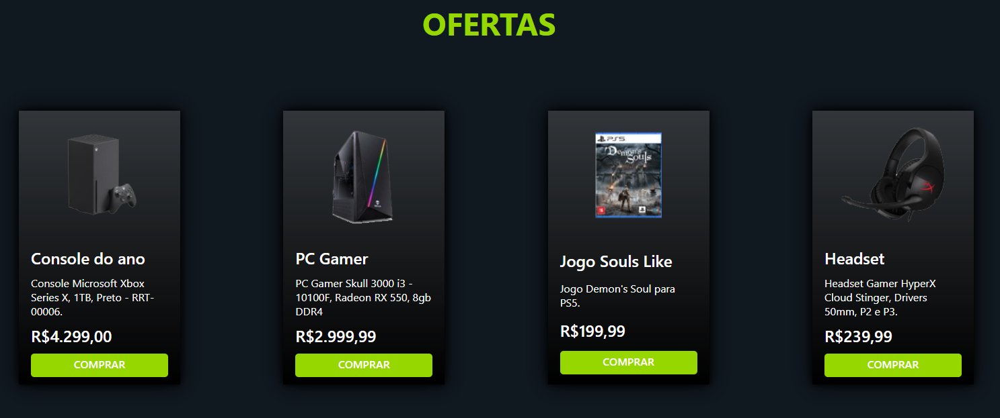 OFERTAS
PS5
Demon's
Souls
Console do ano
Console Microsoft Xbox
Series X, 1TB, Preto - RRT-
00006.
R$4.299,00
COMPRAR
PC Gamer
PC Gamer Skull 3000 i3 -
10100F, Radeon RX 550, 8gb
DDR4
R$2.999,99
COMPRAR
Jogo Souls Like
Jogo Demon's Soul para
PS5.
R$199,99
COMPRAR
Headset
Headset Gamer HyperX
Cloud Stinger, Drivers
50mm, P2 e P3.
R$239,99
COMPRAR